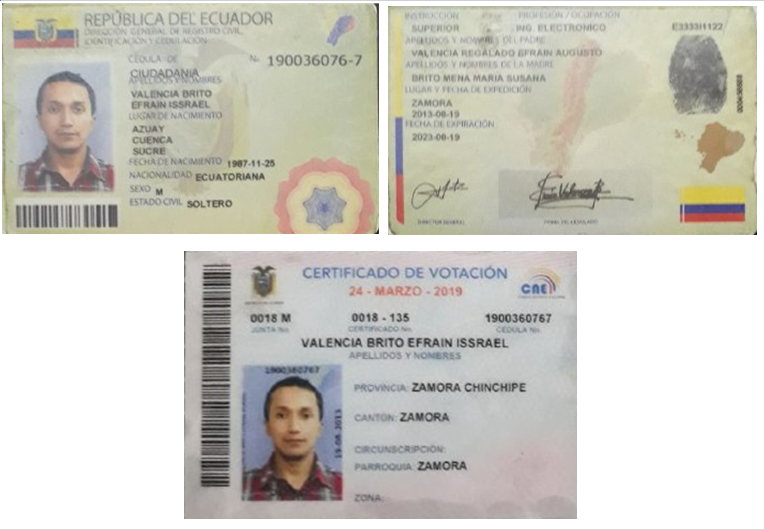 REPÚBLICA DEL ECUADOR
DIRECCIÓN GENERAL DE REGISTRO CIVIL,
IDENTIFICACIÓN Y CEDULACIÓN
CÉDULA DE No. 190036076-7
CIUDADANÍA
APELLIDOS Y NOMBRES
VALENCIA BRITO
EFRAIN ISSRAEL
LUGAR DE NACIMIENTO
AZUAY
CUENCA
SUCRE
FECHA DE NACIMIENTO 1987-11-25
NACIONALIDAD ECUATORIANA
SEXO M
ESTADO CIVIL SOLTERO
INSTRUCCIÓN PROFESIÓN / OCUPACIÓN
SUPERIOR ING. ELECTRONICO E3333I1122
APELLIDOS Y NOMBRES DEL PADRE
VALENCIA REGALADO EFRAIN AUGUSTO
APELLIDOS Y NOMBRES DE LA MADRE
BRITO MENA MARIA SUSANA
LUGAR Y FECHA DE EXPEDICIÓN
ZAMORA
2013-08-19
FECHA DE EXPIRACIÓN
2023-08-19
DIRECTOR GENERAL
CERTIFICADO DE VOTACIÓN
24 - MARZO - 2019
CNE
0018 M 0018 - 135 1900360767
JUNTA No. CERTIFICADO No. CÉDULA No.
VALENCIA BRITO EFRAIN ISSRAEL
APELLIDOS Y NOMBRES
1900360767
19-08-2013
PROVINCIA: ZAMORA CHINCHIPE
CANTÓN: ZAMORA
CIRCUNSCRIPCIÓN:
PARROQUIA: ZAMORA
ZONA: